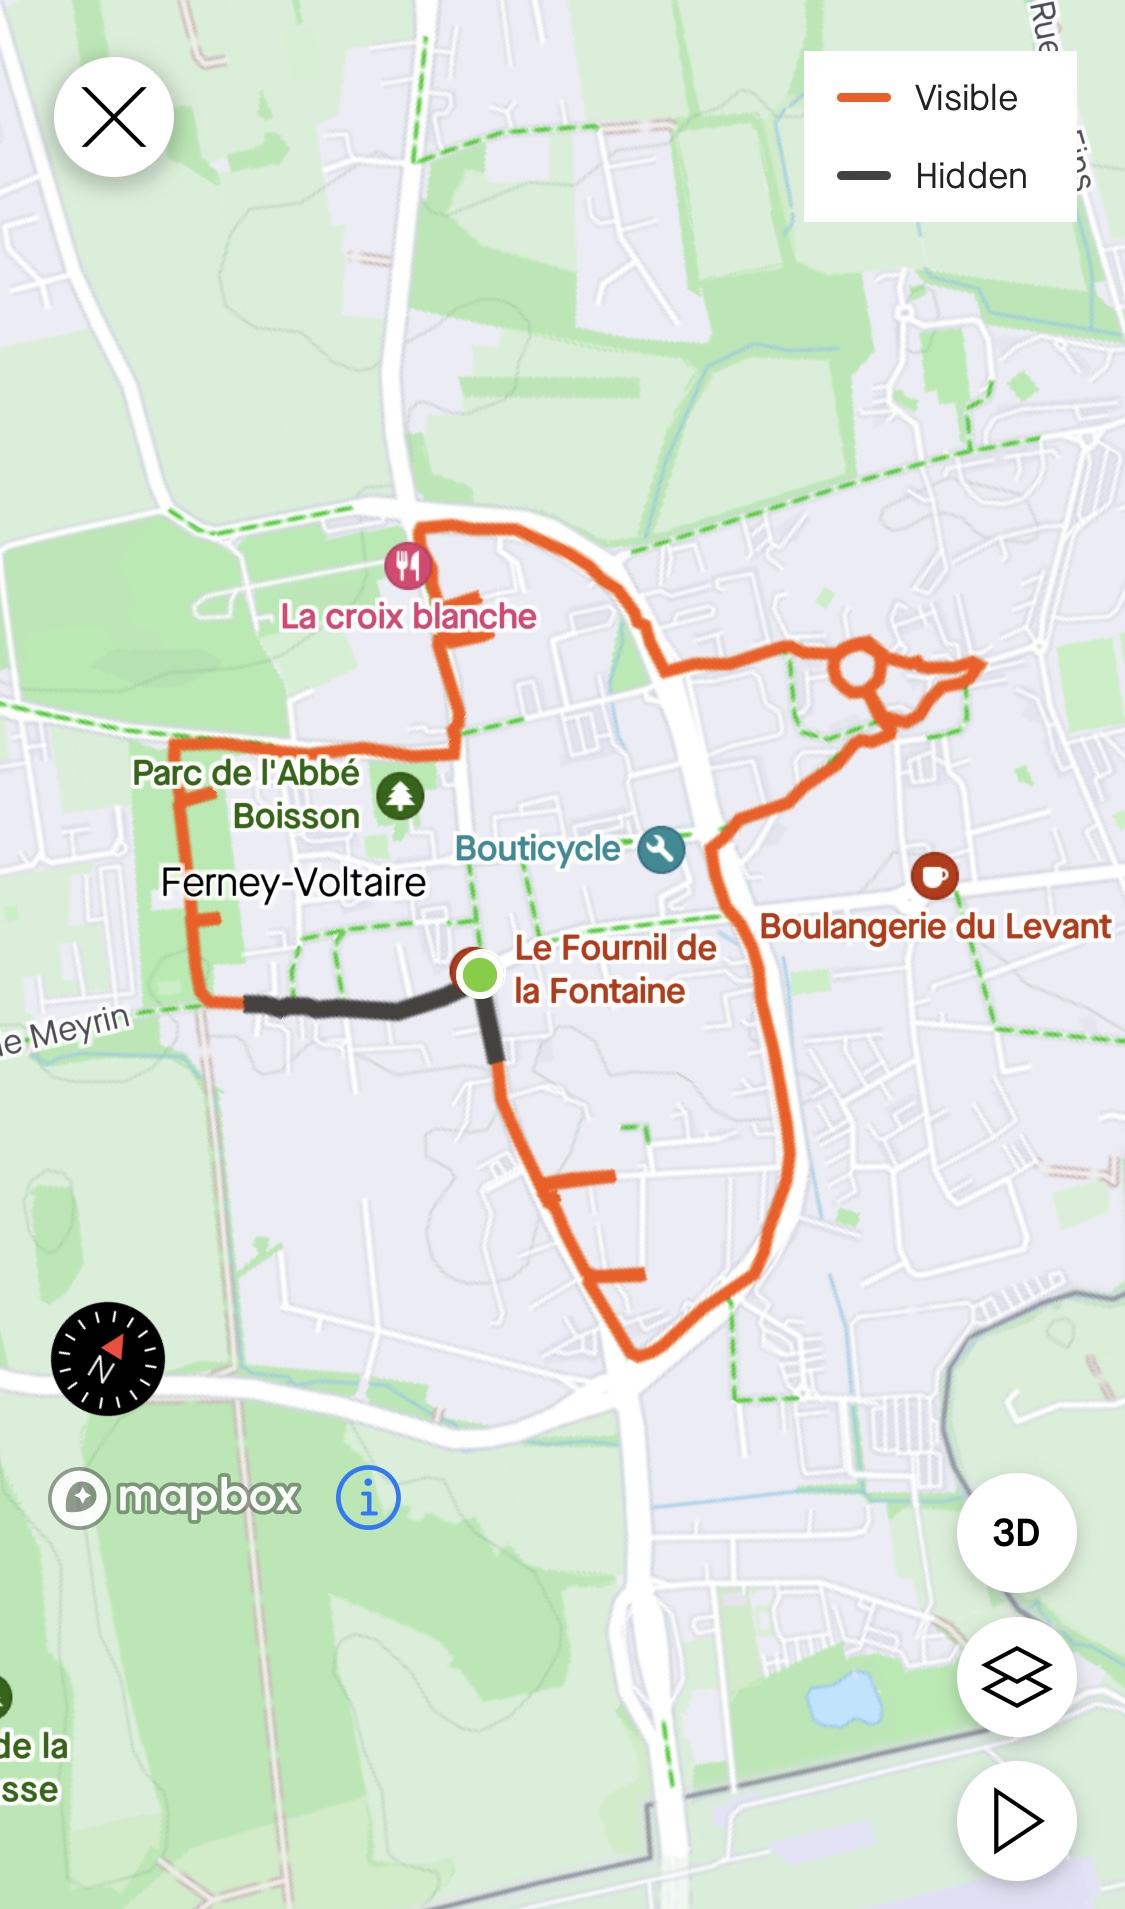 Rue
Visible
Hidden
La croix blanche
Parc de l'Abbé
Boisson
Bouticycle
Ferney-Voltaire
Boulangerie du Levant
Le Fournil de
la Fontaine
de Meyrin
N
mapbox
i
3D
de la